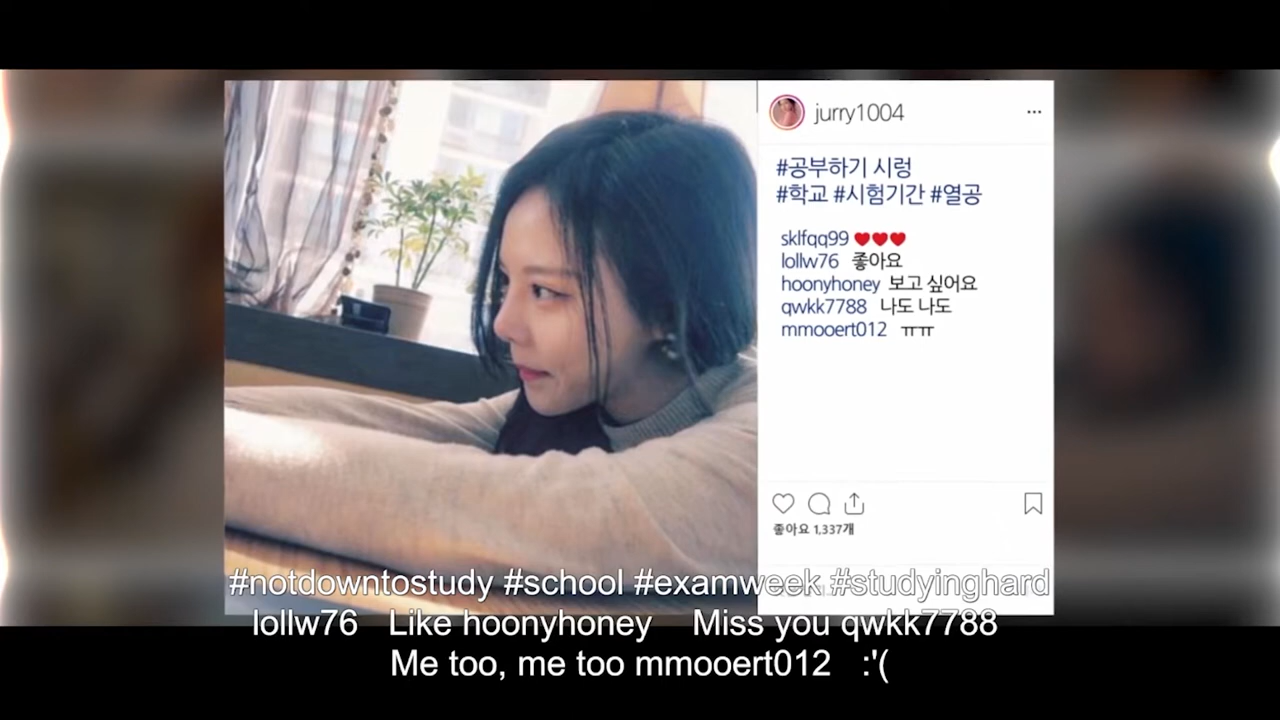 jurry1004
#공부하기 시렁
#학교 #시험기간 #열공
sklfqq99 ❤❤❤
lollw76 좋아요
hoonyhoney 보고 싶어요
qwkk7788 나도 나도
mmooert012 ㅠㅠ
좋아요 1,337개
#notdowntostudy #school #examweek #studyinghard
lollw76 Like hoonyhoney Miss you qwkk7788
Me too, me too mmooert012 :'(